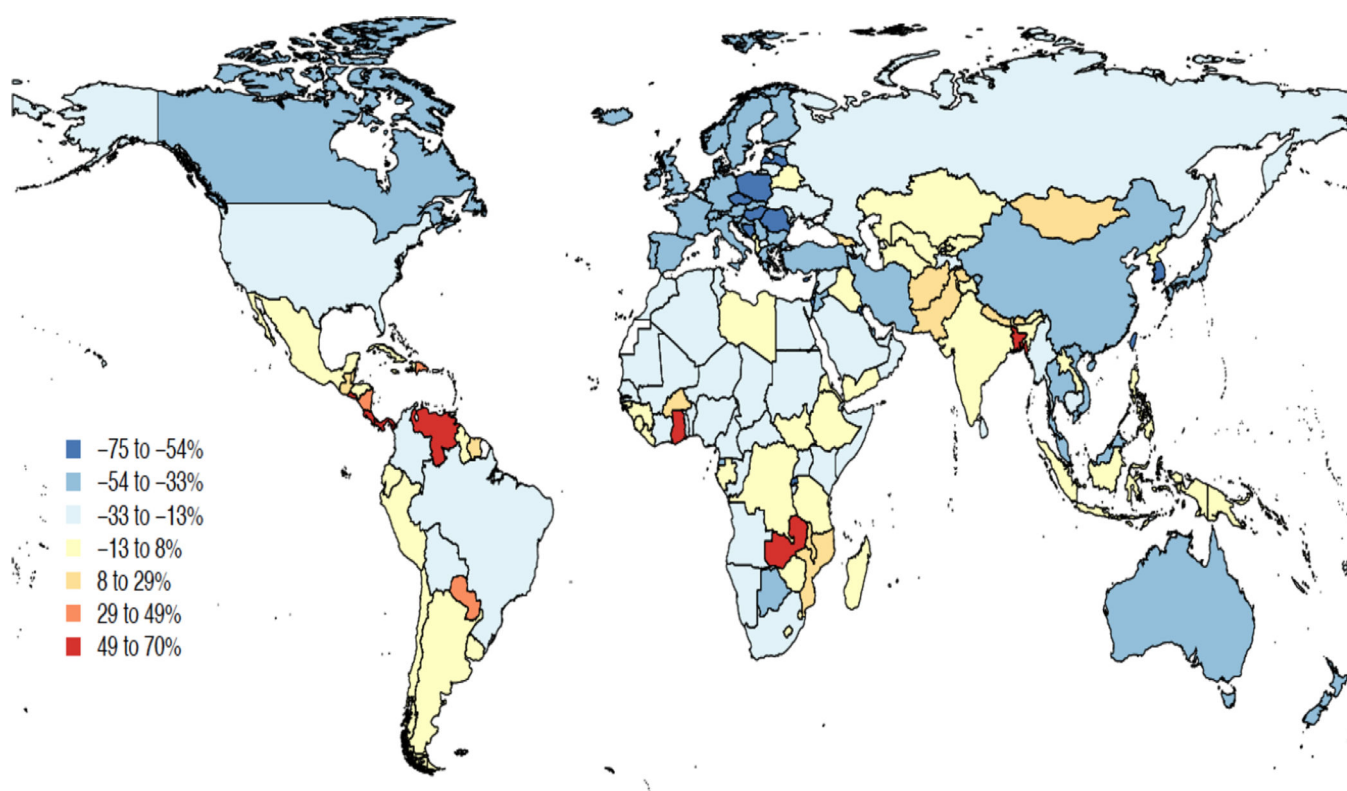 −75 to −54%
−54 to −33%
−33 to −13%
−13 to 8%
8 to 29%
29 to 49%
49 to 70%